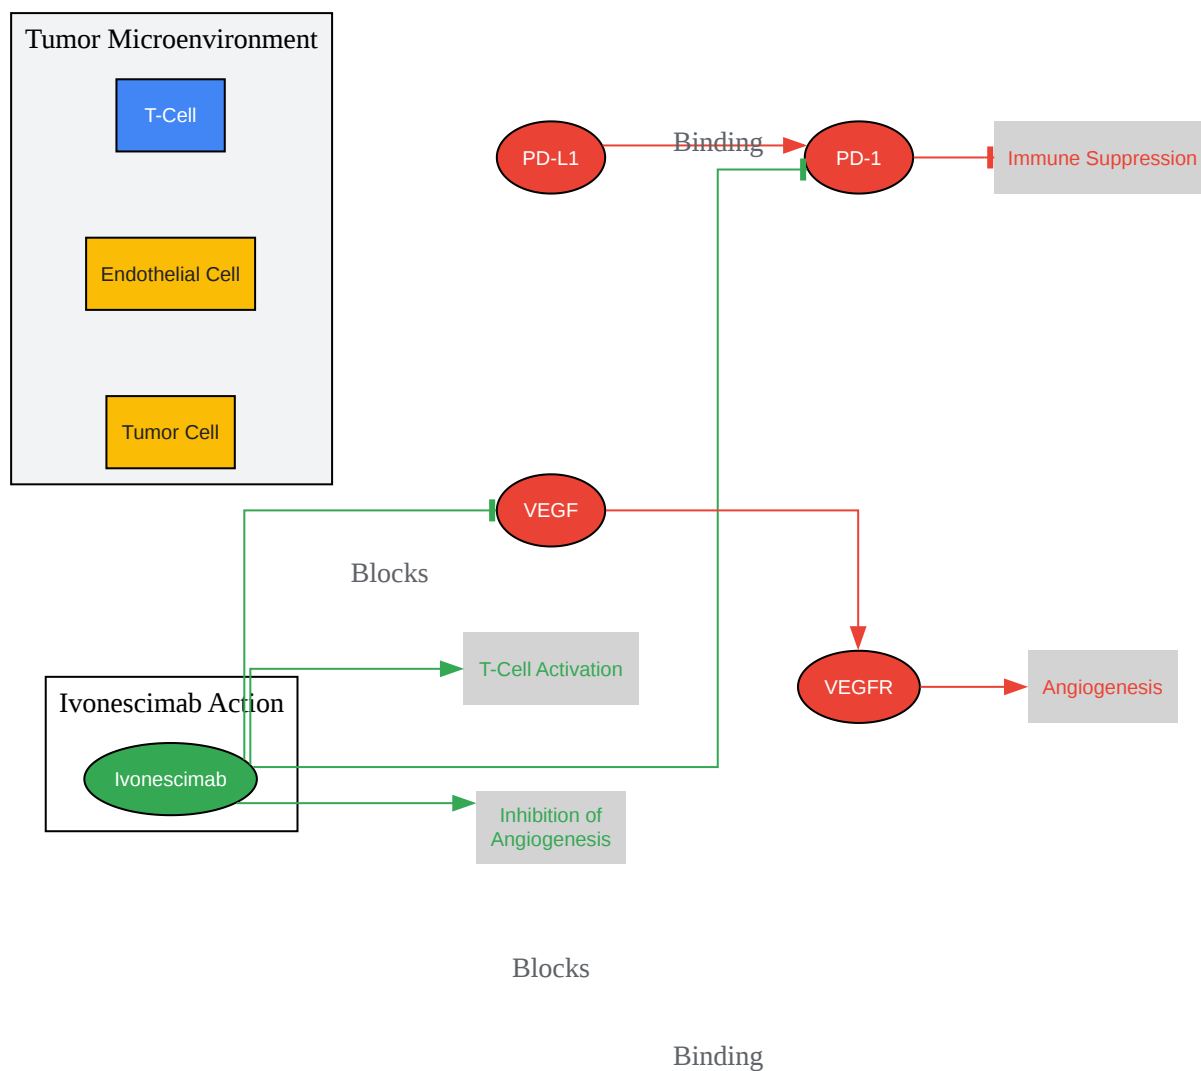 Tumor Microenvironment
T-Cell
Endothelial Cell
Tumor Cell
PD-L1
Binding
PD-1
Immune Suppression
VEGF
Blocks
T-Cell Activation
VEGFR
Angiogenesis
Ivonescimab Action
Ivonescimab
Inhibition of
Angiogenesis
Blocks
Binding